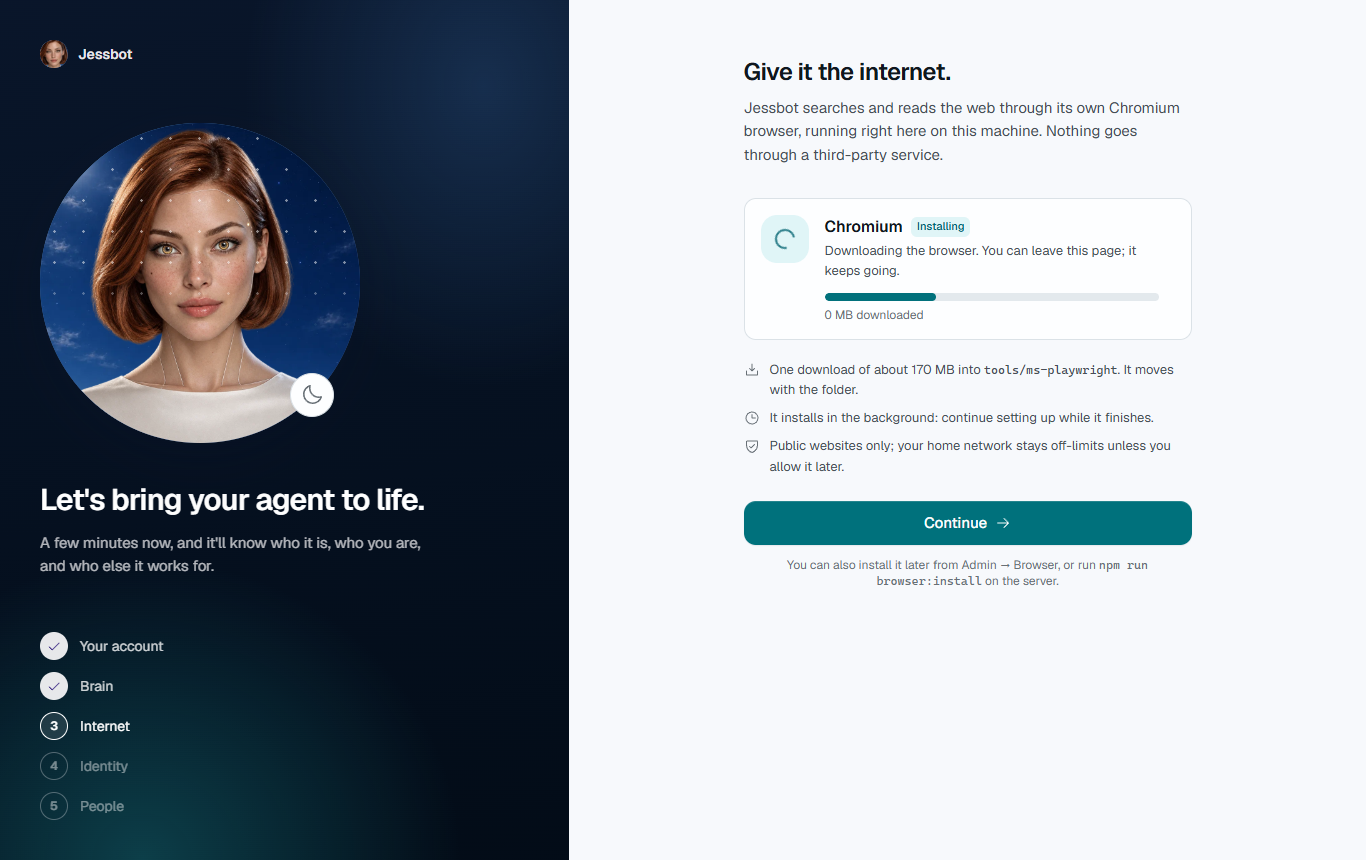 Jessbot
Let's bring your agent to life.
A few minutes now, and it'll know who it is, who you are,
and who else it works for.
Your account
Brain
3 Internet
4 Identity
5 People
Give it the internet.
Jessbot searches and reads the web through its own Chromium
browser, running right here on this machine. Nothing goes
through a third-party service.
Chromium Installing
Downloading the browser. You can leave this page; it
keeps going.
0 MB downloaded
One download of about 170 MB into tools/ms-playwright. It moves
with the folder.
It installs in the background: continue setting up while it finishes.
Public websites only; your home network stays off-limits unless you
allow it later.
Continue →
You can also install it later from Admin → Browser, or run npm run
browser:install on the server.